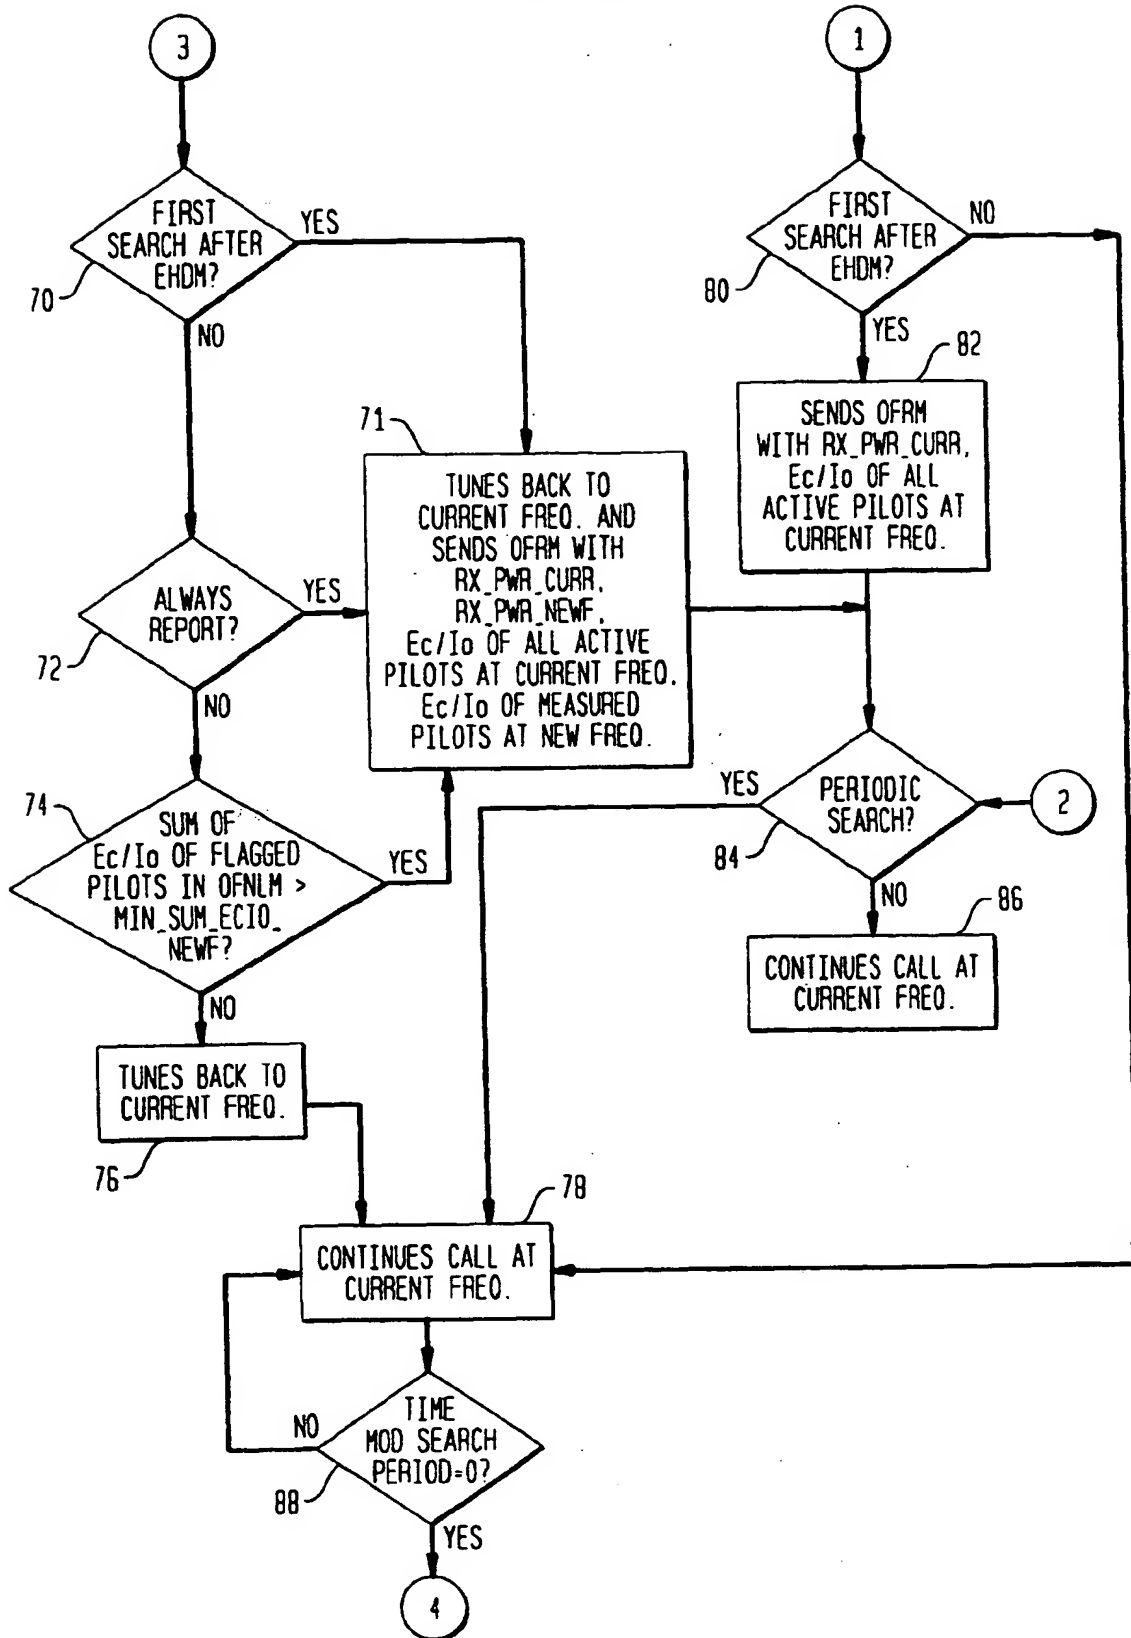 3
FIRST
SEARCH AFTER
EHDM?
YES
70
NO
71
TUNES BACK TO
CURRENT FREQ. AND
SENDS OFRM WITH
RX_PWR_CURR,
RX_PWR_NEWF,
Ec/Io OF ALL ACTIVE
PILOTS AT CURRENT FREQ.
Ec/Io OF MEASURED
PILOTS AT NEW FREQ.
ALWAYS
REPORT?
YES
72
NO
74
SUM OF
Ec/Io OF FLAGGED
PILOTS IN OFNLM >
MIN_SUM_ECIO_
NEWF?
YES
NO
TUNES BACK TO
CURRENT FREQ.
76
1
FIRST
SEARCH AFTER
EHDM?
NO
80
YES
82
SENDS OFRM
WITH RX_PWR_CURR,
Ec/Io OF ALL
ACTIVE PILOTS AT
CURRENT FREQ.
YES
PERIODIC
SEARCH?
2
84
NO
86
CONTINUES CALL AT
CURRENT FREQ.
78
CONTINUES CALL AT
CURRENT FREQ.
NO
TIME
MOD SEARCH
PERIOD=0?
88
YES
4